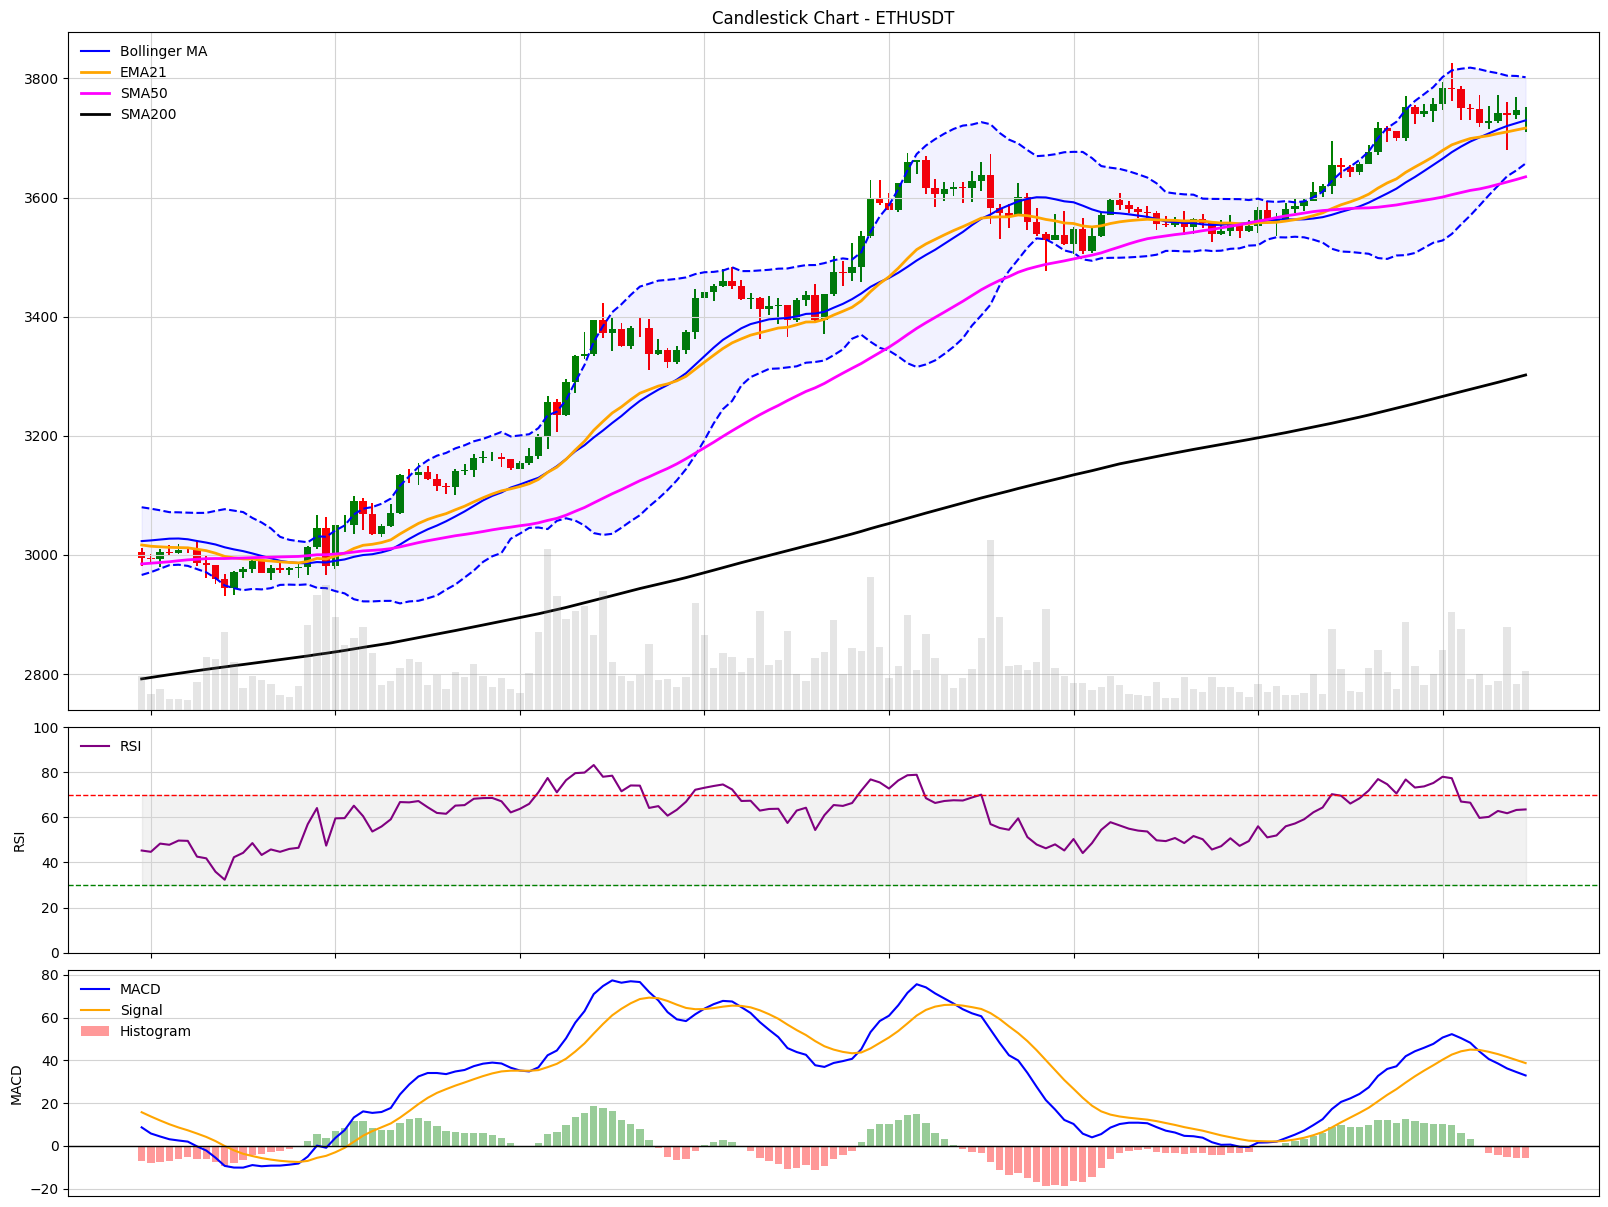 Candlestick Chart - ETHUSDT
Bollinger MA
EMA21
SMA50
SMA200
3800
3600
3400
3200
3000
2800
RSI
100
80
60
40
20
0
RSI
MACD
Signal
Histogram
80
60
40
20
0
−20
MACD